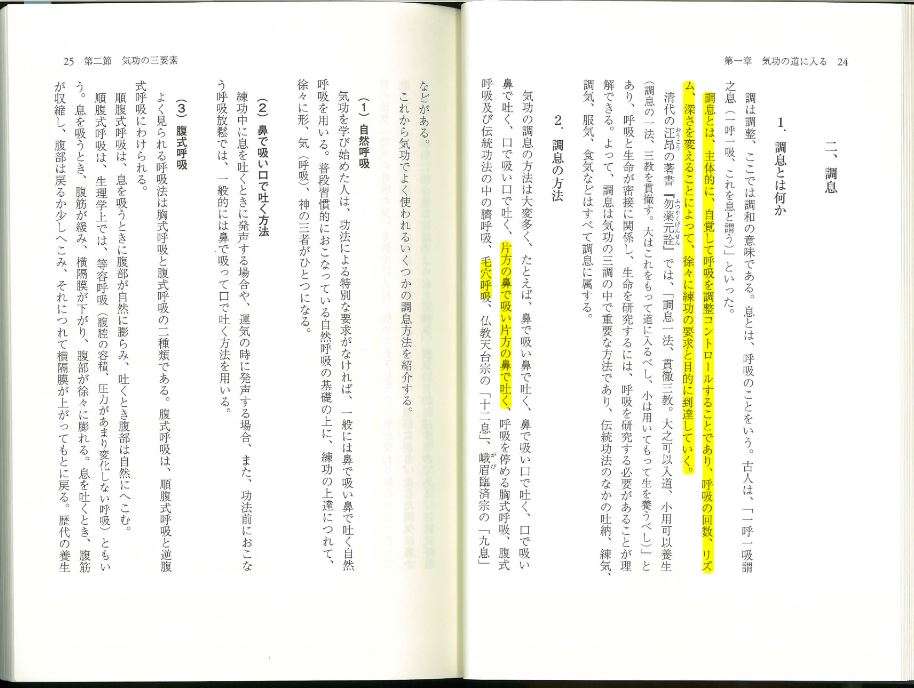 第一章 気功の道に入る 24
二、調息
1．調息とは何か
調は調整、ここでは調和の意味である。息とは、呼吸のことをいう。古人は、「一呼一吸謂
之息（一呼一吸、これを息と謂う）」といった。
調息とは、主体的に、自覚して呼吸を調整コントロールすることであり、呼吸の回数、リズ
ム、深さを変えることによって、徐々に練功の要求と目的に到達していく。
清代の江昂の著書『勿薬元詮』では、「調息一法、貫徹三教。大之可以入道、小用可以養生
（調息の一法、三教を貫徹す。大はこれをもって道に入るべし、小は用いてもって生を養うべし）」と
あり、呼吸と生命が密接に関係し、生命を研究するには、呼吸を研究する必要があることが理
解できる。よって、調息は気功の三調の中で重要な方法であり、伝統功法のなかの吐納、練気、
調気、服気、食気などはすべて調息に属する。
2．調息の方法
気功の調息の方法は大変多く、たとえば、鼻で吸い鼻で吐く、鼻で吸い口で吐く、口で吸い
鼻で吐く、口で吸い口で吐く、片方の鼻で吸い片方の鼻で吐く、呼吸を停める胸式呼吸、腹式
呼吸及び伝統功法の中の臍呼吸、毛穴呼吸、仏教天台宗の「十二息」、峨眉臨済宗の「九息」
25 第二節 気功の三要素
などがある。
これから気功でよく使われるいくつかの調息方法を紹介する。
（1）自然呼吸
気功を学び始めた人は、功法による特別な要求がなければ、一般には鼻で吸い鼻で吐く自然
呼吸を用いる。普段習慣的におこなっている自然呼吸の基礎の上に、練功の上達につれて、
徐々に形、気（呼吸）、神の三者がひとつになる。
（2）鼻で吸い口で吐く方法
練功中に息を吐くときに発声する場合や、運気の時に発声する場合、また、功法前におこな
う呼吸放鬆では、一般的には鼻で吸って口で吐く方法を用いる。
（3）腹式呼吸
よく見られる呼吸法は胸式呼吸と腹式呼吸の二種類である。腹式呼吸は、順腹式呼吸と逆腹
式呼吸にわけられる。
順腹式呼吸は、息を吸うときに腹部が自然に膨らみ、吐くとき腹部は自然にへこむ。
順腹式呼吸は、生理学上では、等容呼吸（腹腔の容積、圧力があまり変化しない呼吸）ともい
う。息を吸うとき、腹筋が緩み、横隔膜が下がり、腹部が徐々に膨れる。息を吐くとき、腹筋
が収縮し、腹部は戻るか少しへこみ、それにつれて横隔膜が上がってもとに戻る。歴代の養生